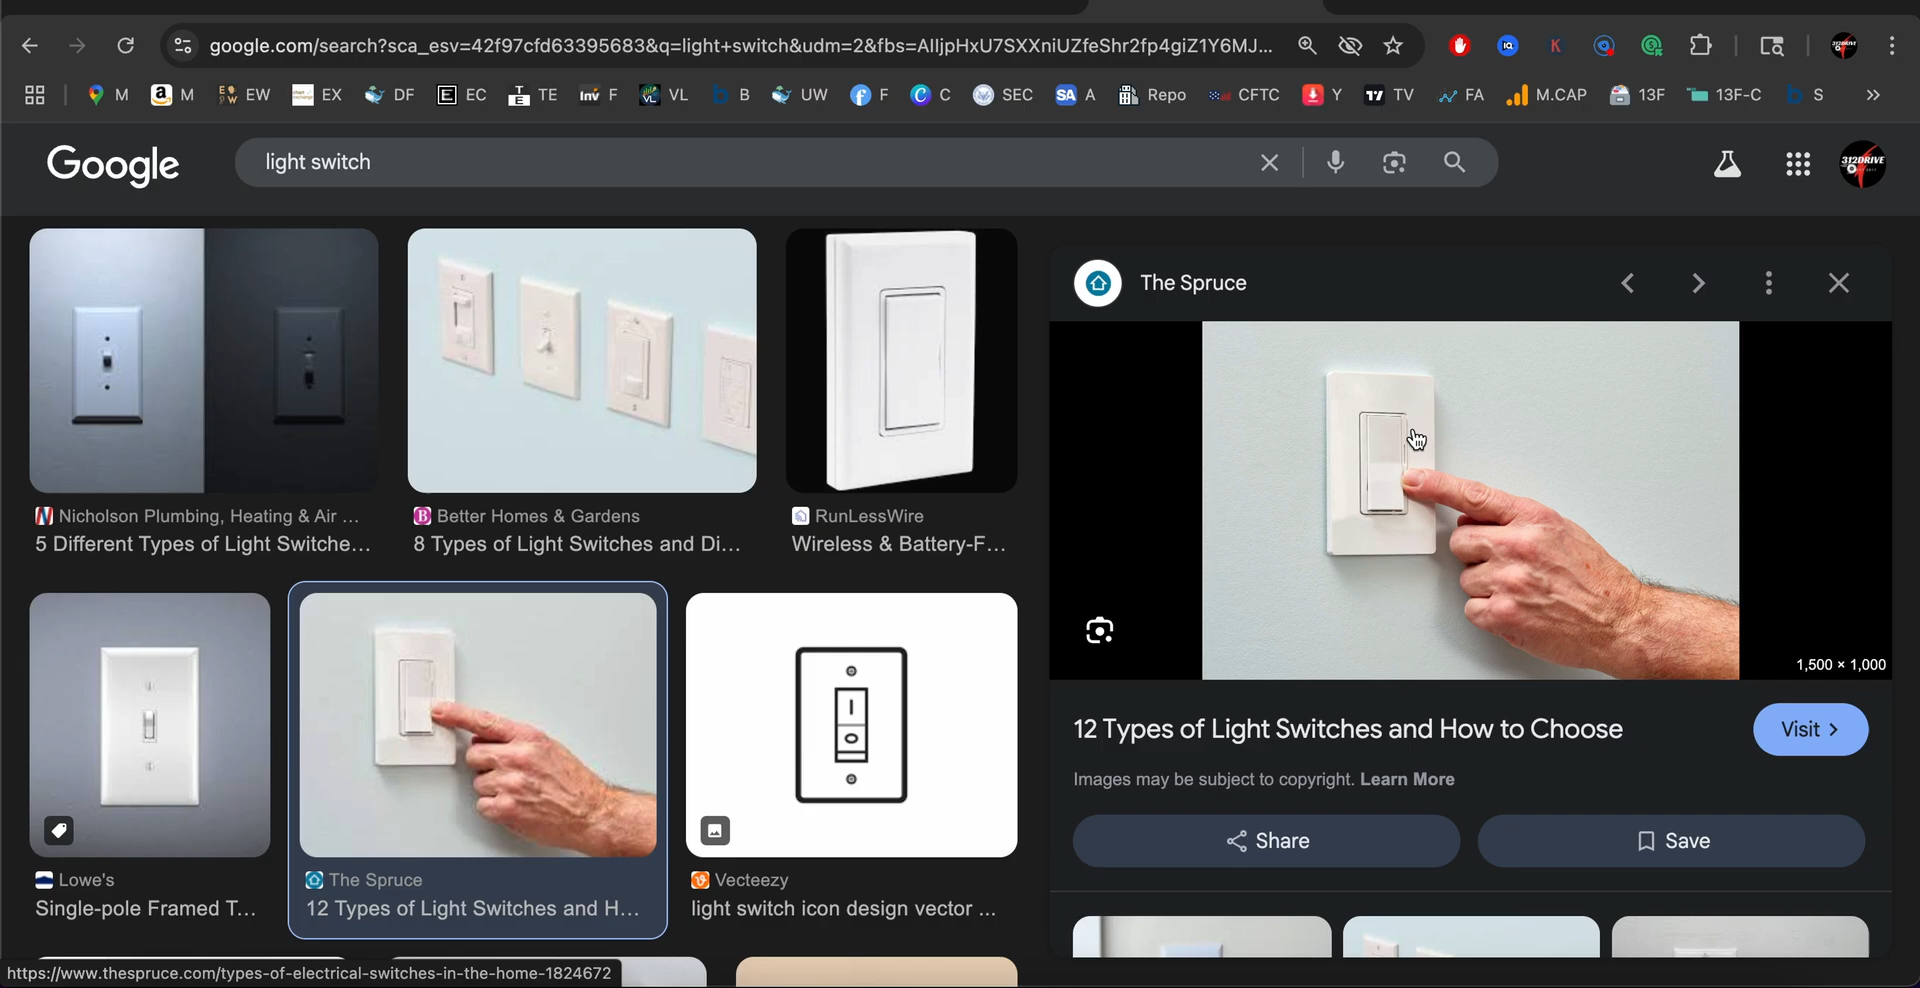 google.com/search?sca_esv=42f97cfd63395683&q=light+switch&udm=2&fbs=AIIjpHxU7SXXniUZfeShr2fp4giZ1Y6MJ...
M M EW EX DF EC TE Inv F VL B UW F C SEC A Repo CFTC Y TV FA M.CAP 13F 13F-C S
Google
light switch
312DRIVE
The Spruce
Nicholson Plumbing, Heating & Air ...
5 Different Types of Light Switche...
Better Homes & Gardens
8 Types of Light Switches and Di...
RunLessWire
Wireless & Battery-F...
1,500 × 1,000
12 Types of Light Switches and How to Choose
Visit
Images may be subject to copyright. Learn More
Share
Save
Lowe's
Single-pole Framed T...
The Spruce
12 Types of Light Switches and H...
Vecteezy
light switch icon design vector ...
https://www.thespruce.com/types-of-electrical-switches-in-the-home-1824672